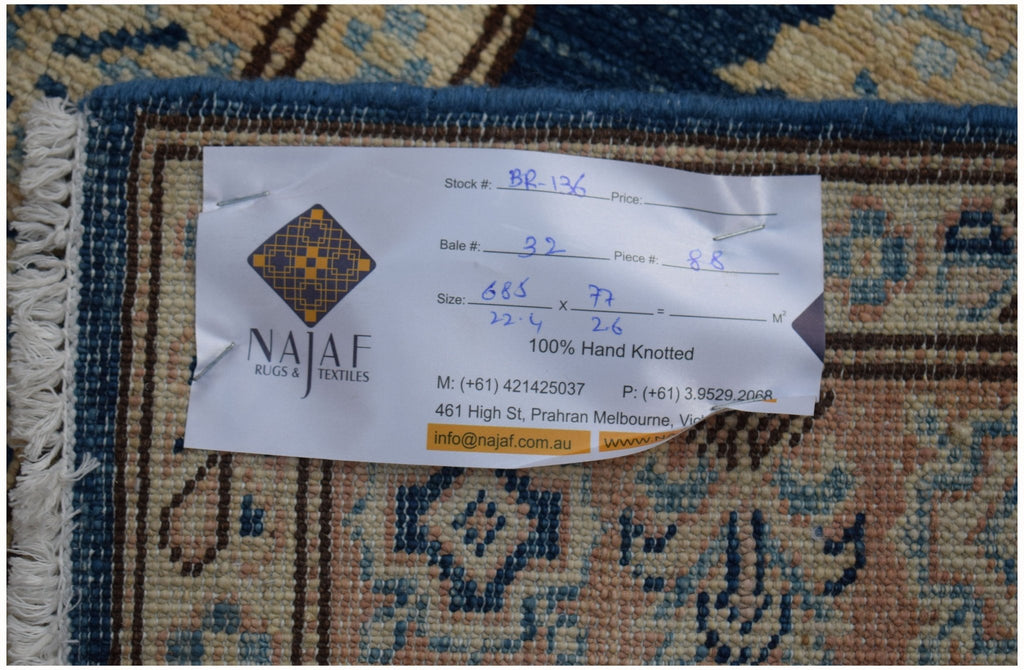 Stock #: BR-136 Price:
Bale #: 32 Piece #: 88
Size: 685 x 77 = M²
22.4 2.6
100% Hand Knotted
NAJAF
RUGS & TEXTILES
M: (+61) 421425037 P: (+61) 3.9529.2068
461 High St, Prahran Melbourne,
info@najaf.com.au